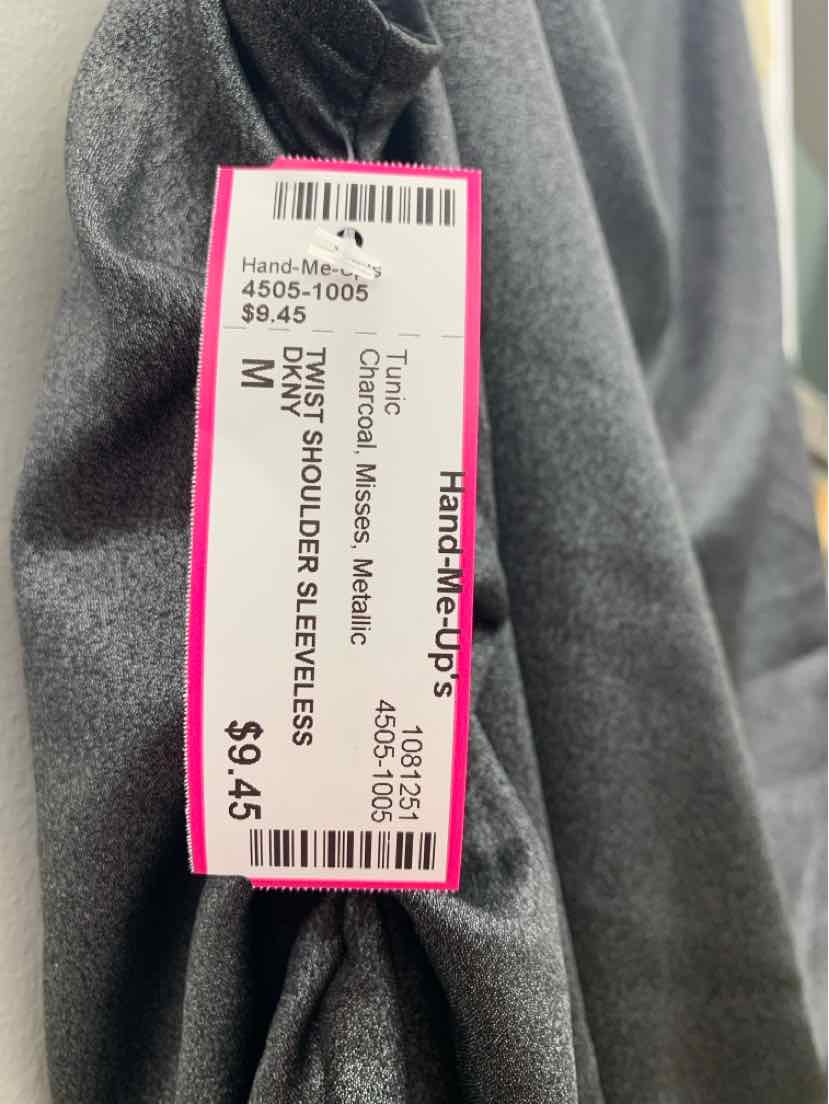 Hand-Me-Up's
4505-1005
$9.45
Hand-Me-Up's
1081251
Tunic
4505-1005
Charcoal, Misses, Metallic
TWIST SHOULDER SLEEVELESS
DKNY
M
$9.45